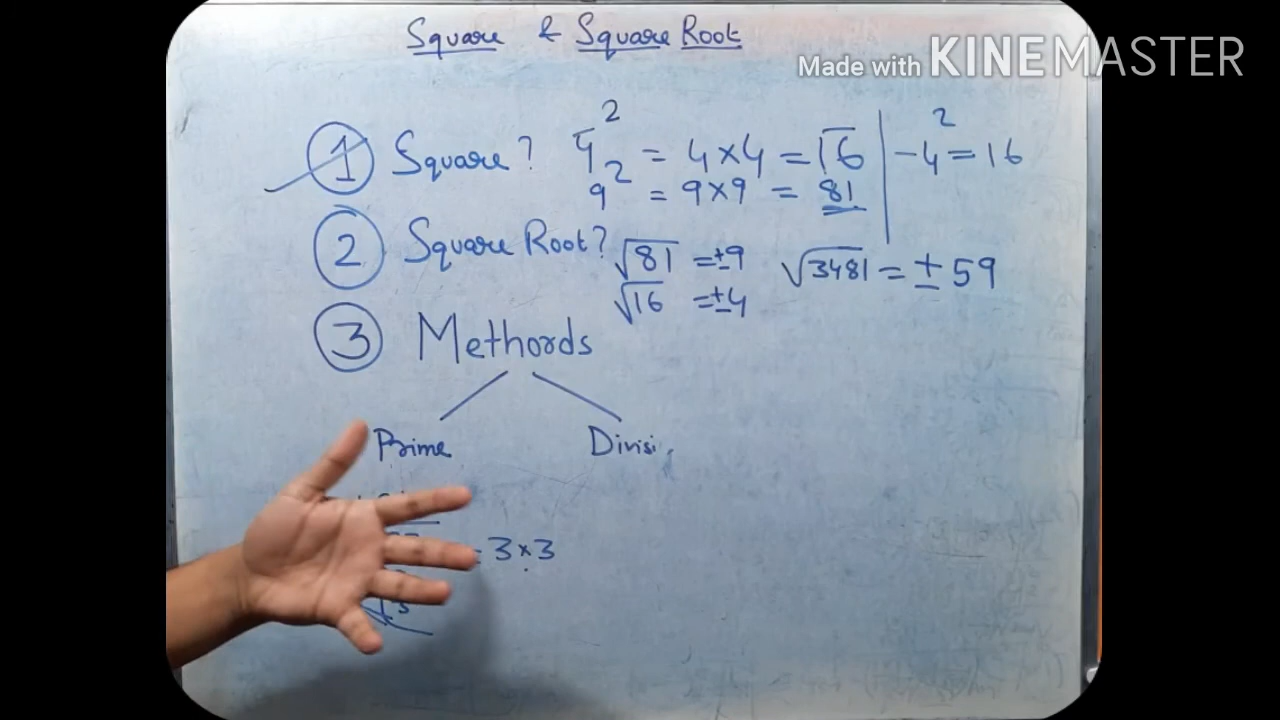 Square & Square Root
Made with KINEMASTER
1 Square? 4² = 4×4 = 16 | -4² = 16
9² = 9×9 = 81
2 Square Root? √81 = ±9 √3481 = ±59
√16 = ±4
3 Methords
Prime Divisi
3×3
3